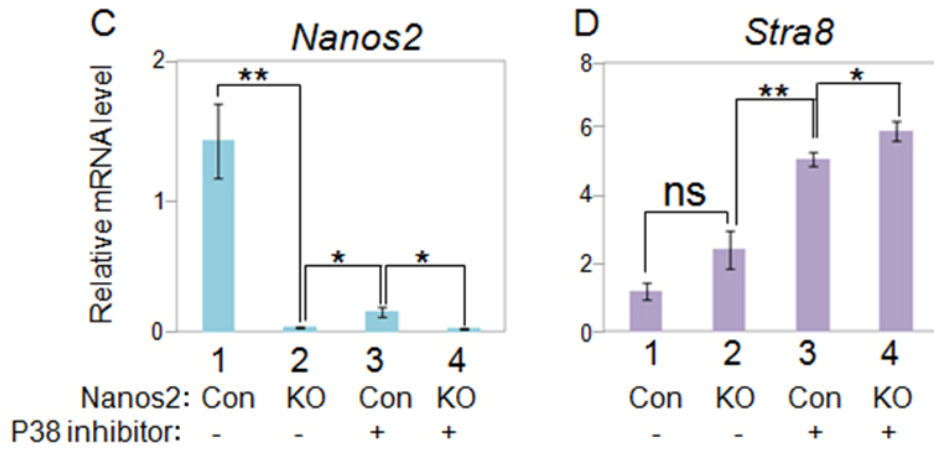 C Nanos2
Relative mRNA level
2
1
0
**
*
*
1 2 3 4
Nanos2: Con KO Con KO
P38 inhibitor: - - + +
D Stra8
8
6
4
2
0
ns
**
*
1 2 3 4
Con KO Con KO
- - + +